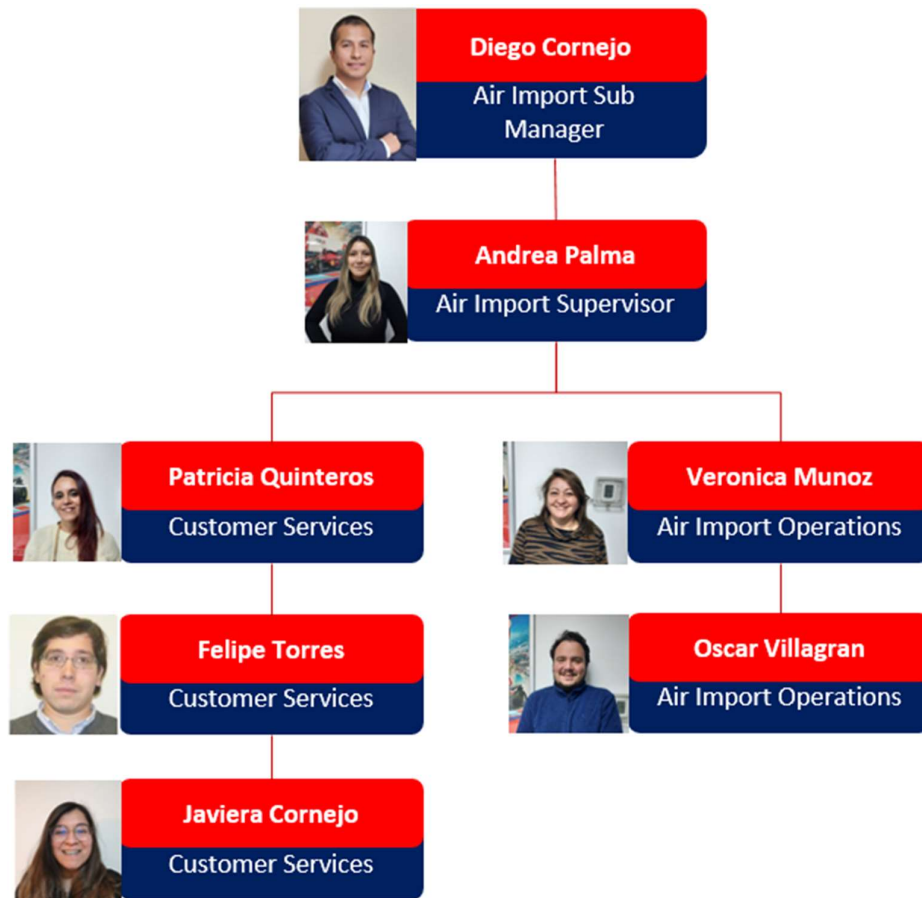 Diego Cornejo
Air Import Sub
Manager
Andrea Palma
Air Import Supervisor
Patricia Quinteros
Customer Services
Veronica Munoz
Air Import Operations
Felipe Torres
Customer Services
Oscar Villagran
Air Import Operations
Javiera Cornejo
Customer Services